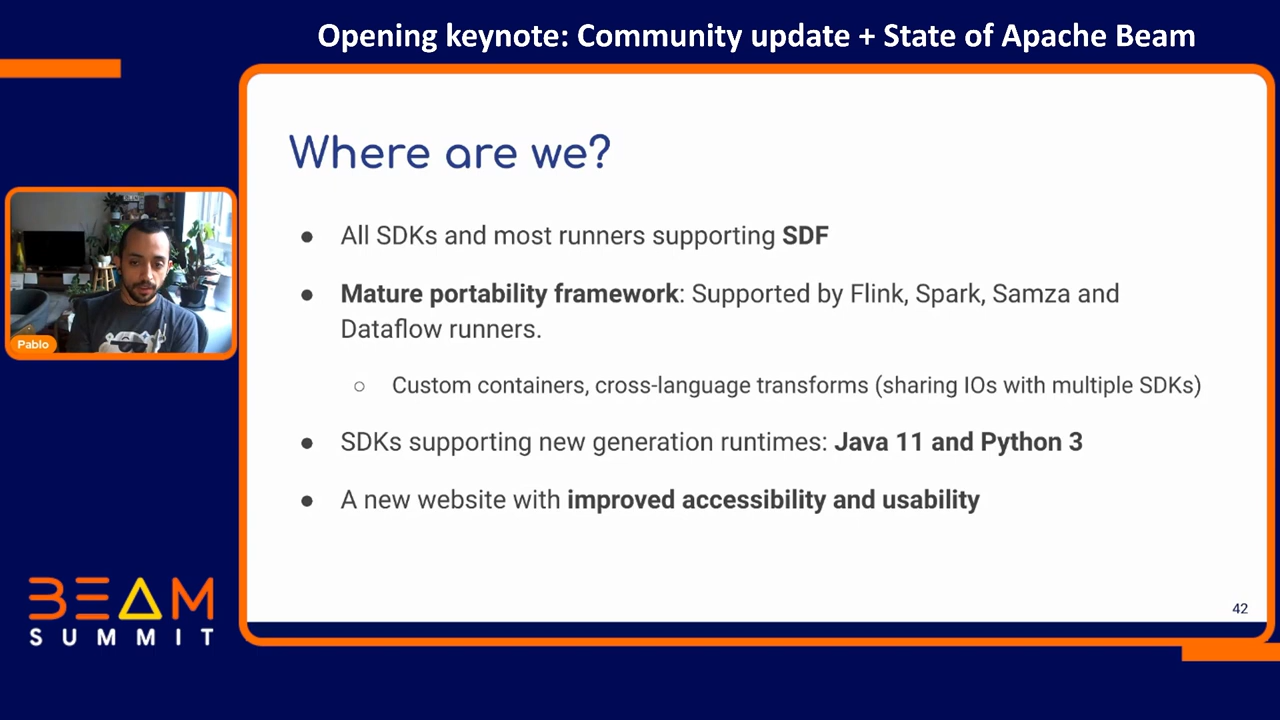 Opening keynote: Community update + State of Apache Beam
Where are we?
● All SDKs and most runners supporting SDF
● Mature portability framework: Supported by Flink, Spark, Samza and
Dataflow runners.
○ Custom containers, cross-language transforms (sharing IOs with multiple SDKs)
● SDKs supporting new generation runtimes: Java 11 and Python 3
● A new website with improved accessibility and usability
42
Pablo
BEAM
SUMMIT